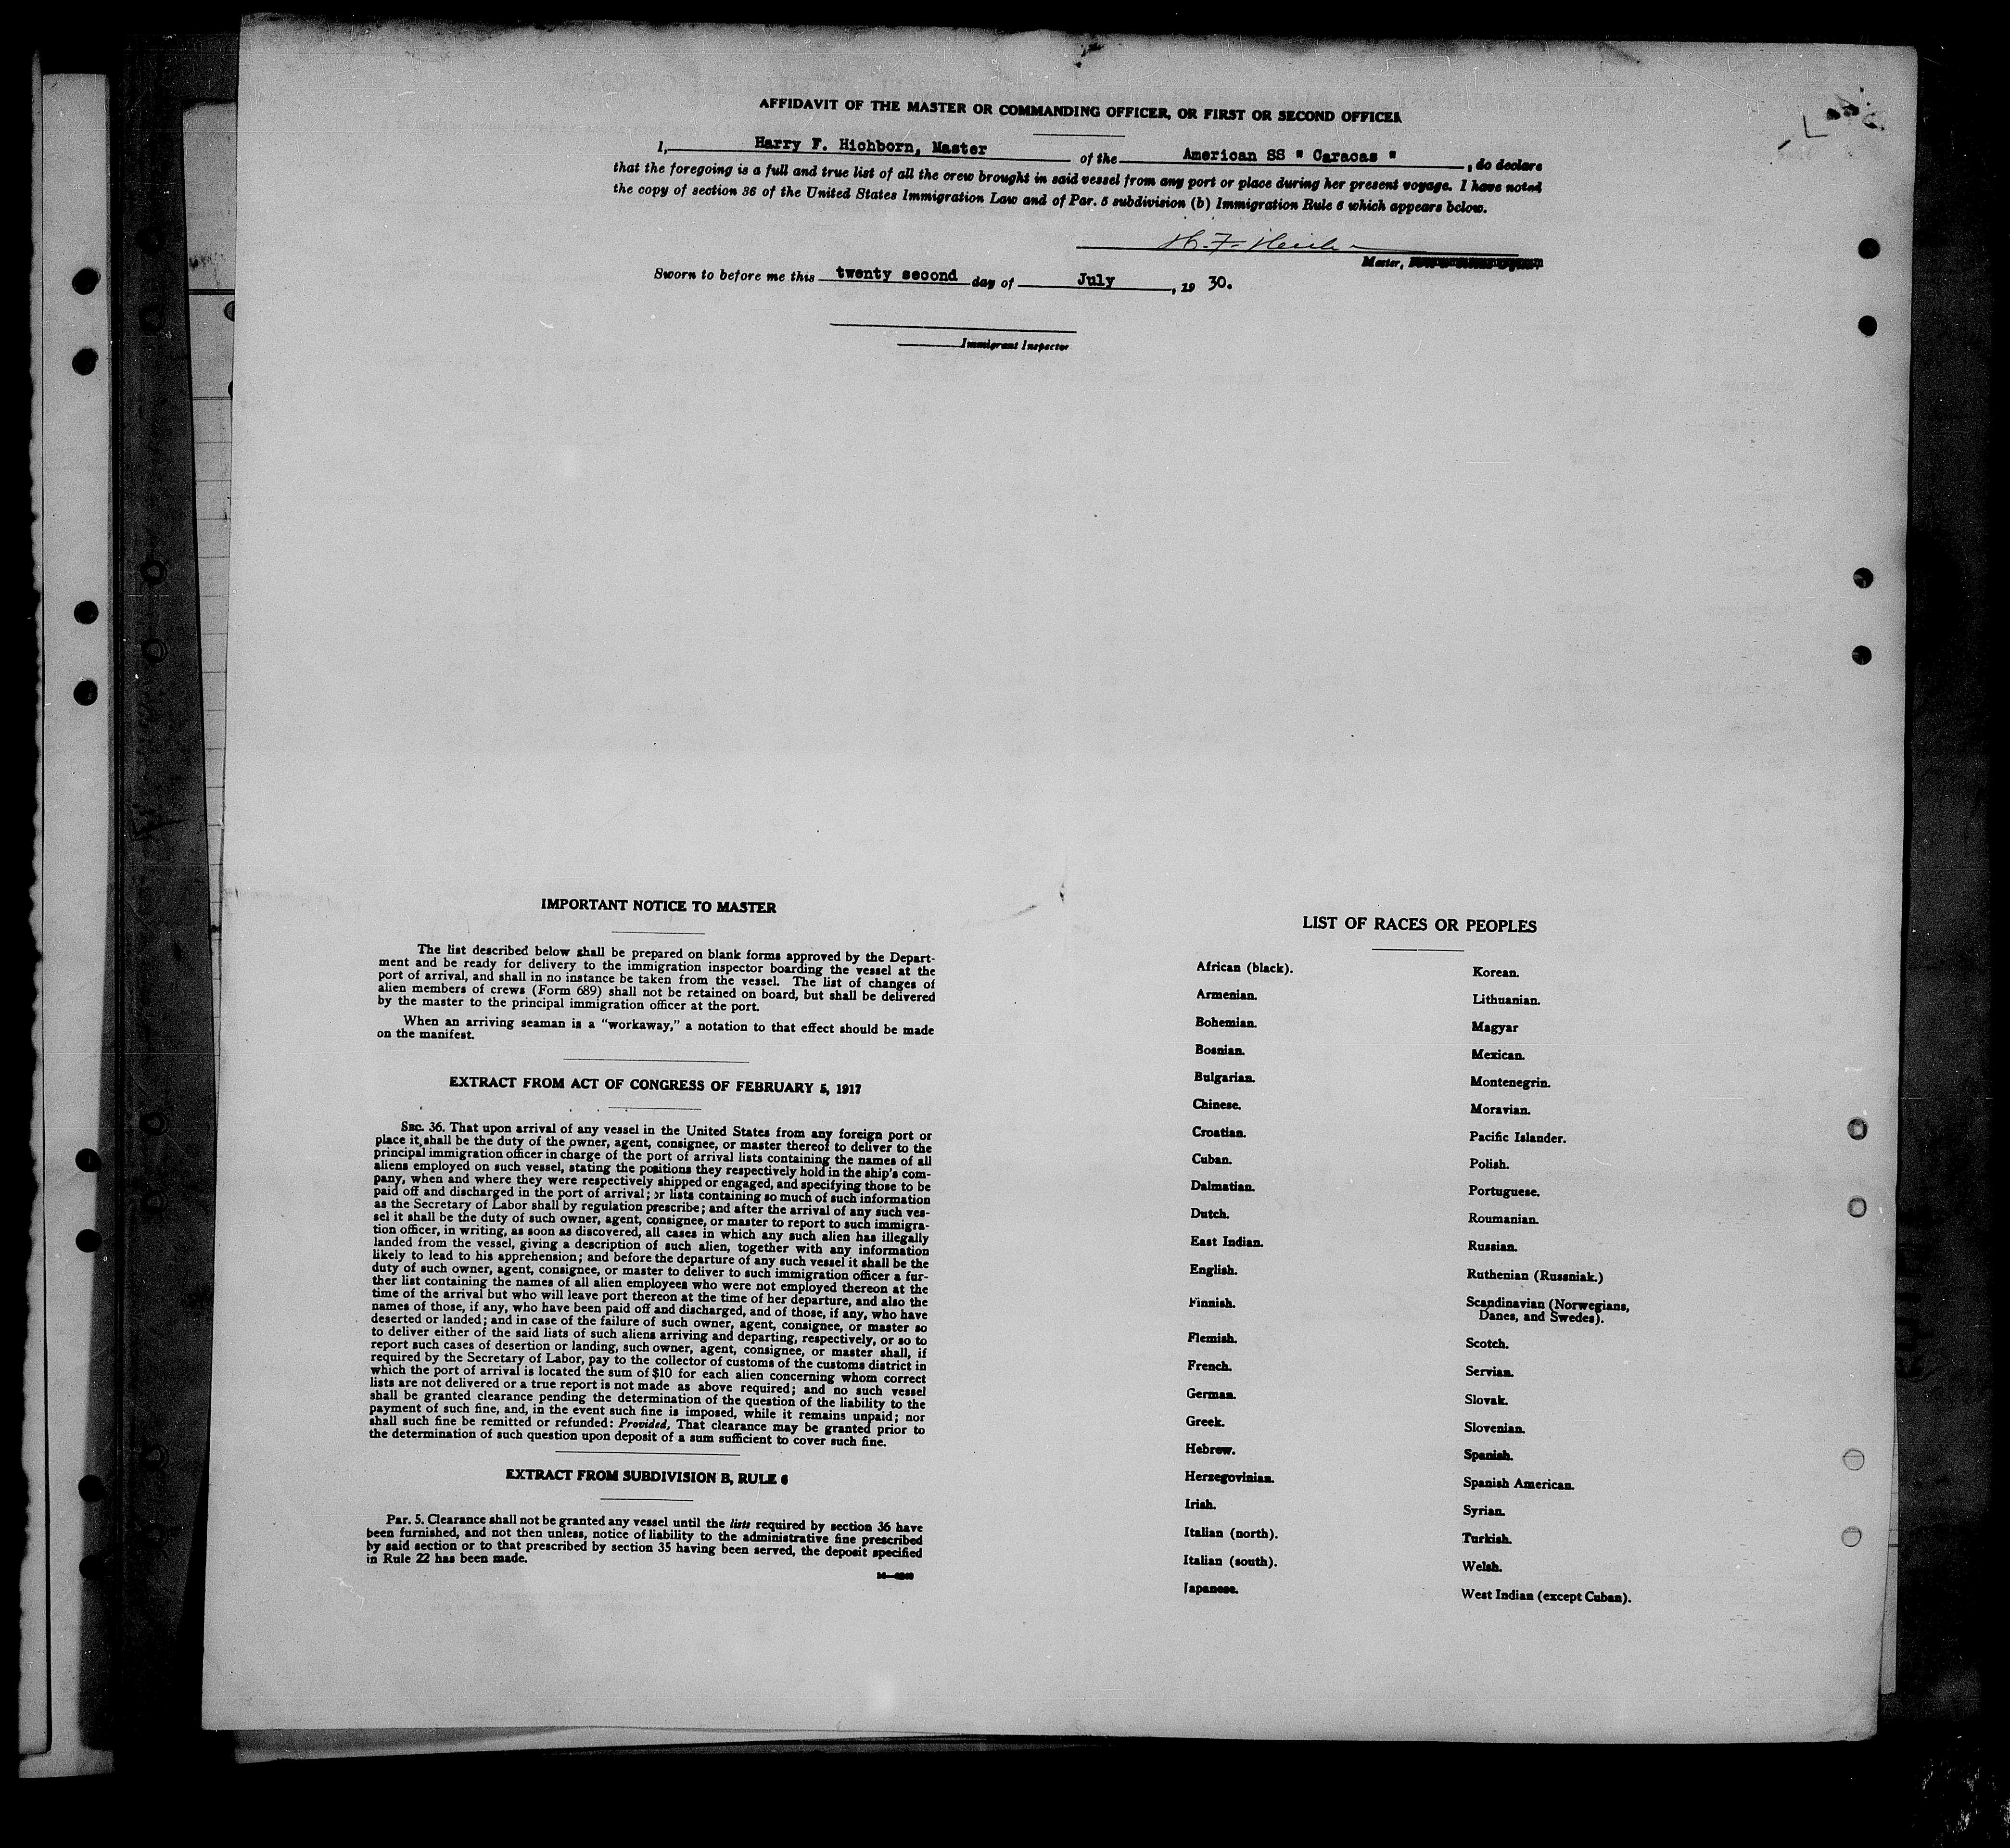 AFFIDAVIT OF THE MASTER OR COMMANDING OFFICER, OR FIRST OR SECOND OFFICER
I, Harry F. Hichborn, Master of the American SS " Caracas ", do declare
that the foregoing is a full and true list of all the crew brought in said vessel from any port or place during her present voyage. I have noted
the copy of section 36 of the United States Immigration Law and of Par. 5 subdivision (b) Immigration Rule 6 which appears below.
H. F.
Master,
Sworn to before me this twenty second day of July, 19 30.
Immigrant Inspector
IMPORTANT NOTICE TO MASTER
The list described below shall be prepared on blank forms approved by the Depart-
ment and be ready for delivery to the immigration inspector boarding the vessel at the
port of arrival, and shall in no instance be taken from the vessel. The list of changes of
alien members of crews (Form 689) shall not be retained on board, but shall be delivered
by the master to the principal immigration officer at the port.
When an arriving seaman is a "workaway," a notation to that effect should be made
on the manifest.
EXTRACT FROM ACT OF CONGRESS OF FEBRUARY 5, 1917
SEC. 36. That upon arrival of any vessel in the United States from any foreign port or
place it shall be the duty of the owner, agent, consignee, or master thereof to deliver to the
principal immigration officer in charge of the port of arrival lists containing the names of all
aliens employed on such vessel, stating the positions they respectively hold in the ship's com-
pany, when and where they were respectively shipped or engaged, and specifying those to be
paid off and discharged in the port of arrival; or lists containing so much of such information
as the Secretary of Labor shall by regulation prescribe; and after the arrival of any such ves-
sel it shall be the duty of such owner, agent, consignee, or master to report to such immigra-
tion officer, in writing, as soon as discovered, all cases in which any such alien has illegally
landed from the vessel, giving a description of such alien, together with any information
likely to lead to his apprehension; and before the departure of any such vessel it shall be the
duty of such owner, agent, consignee, or master to deliver to such immigration officer a fur-
ther list containing the names of all alien employees who were not employed thereon at the
time of the arrival but who will leave port thereon at the time of her departure, and also the
names of those, if any, who have been paid off and discharged, and of those, if any, who have
deserted or landed; and in case of the failure of such owner, agent, consignee, or master so
to deliver either of the said lists of such aliens arriving and departing, respectively, or so to
report such cases of desertion or landing, such owner, agent, consignee, or master shall, if
required by the Secretary of Labor, pay to the collector of customs of the customs district in
which the port of arrival is located the sum of $10 for each alien concerning whom correct
lists are not delivered or a true report is not made as above required; and no such vessel
shall be granted clearance pending the determination of the question of the liability to the
payment of such fine, and, in the event such fine is imposed, while it remains unpaid; nor
shall such fine be remitted or refunded: Provided, That clearance may be granted prior to
the determination of such question upon deposit of a sum sufficient to cover such fine.
EXTRACT FROM SUBDIVISION B, RULE 6
Par. 5. Clearance shall not be granted any vessel until the lists required by section 36 have
been furnished, and not then unless, notice of liability to the administrative fine prescribed
by said section or to that prescribed by section 35 having been served, the deposit specified
in Rule 22 has been made.
LIST OF RACES OR PEOPLES
African (black).
Armenian.
Bohemian.
Bosnian.
Bulgarian.
Chinese.
Croatian.
Cuban.
Dalmatian.
Dutch.
East Indian.
English.
Finnish.
Flemish.
French.
German.
Greek.
Hebrew.
Herzegovinian.
Irish.
Italian (north).
Italian (south).
Japanese.
Korean.
Lithuanian.
Magyar
Mexican.
Montenegrin.
Moravian.
Pacific Islander.
Polish.
Portuguese.
Roumanian.
Russian.
Ruthenian (Russniak.)
Scandinavian (Norwegians,
Danes, and Swedes).
Scotch.
Servian.
Slovak.
Slovenian.
Spanish.
Spanish American.
Syrian.
Turkish.
Welsh.
West Indian (except Cuban).